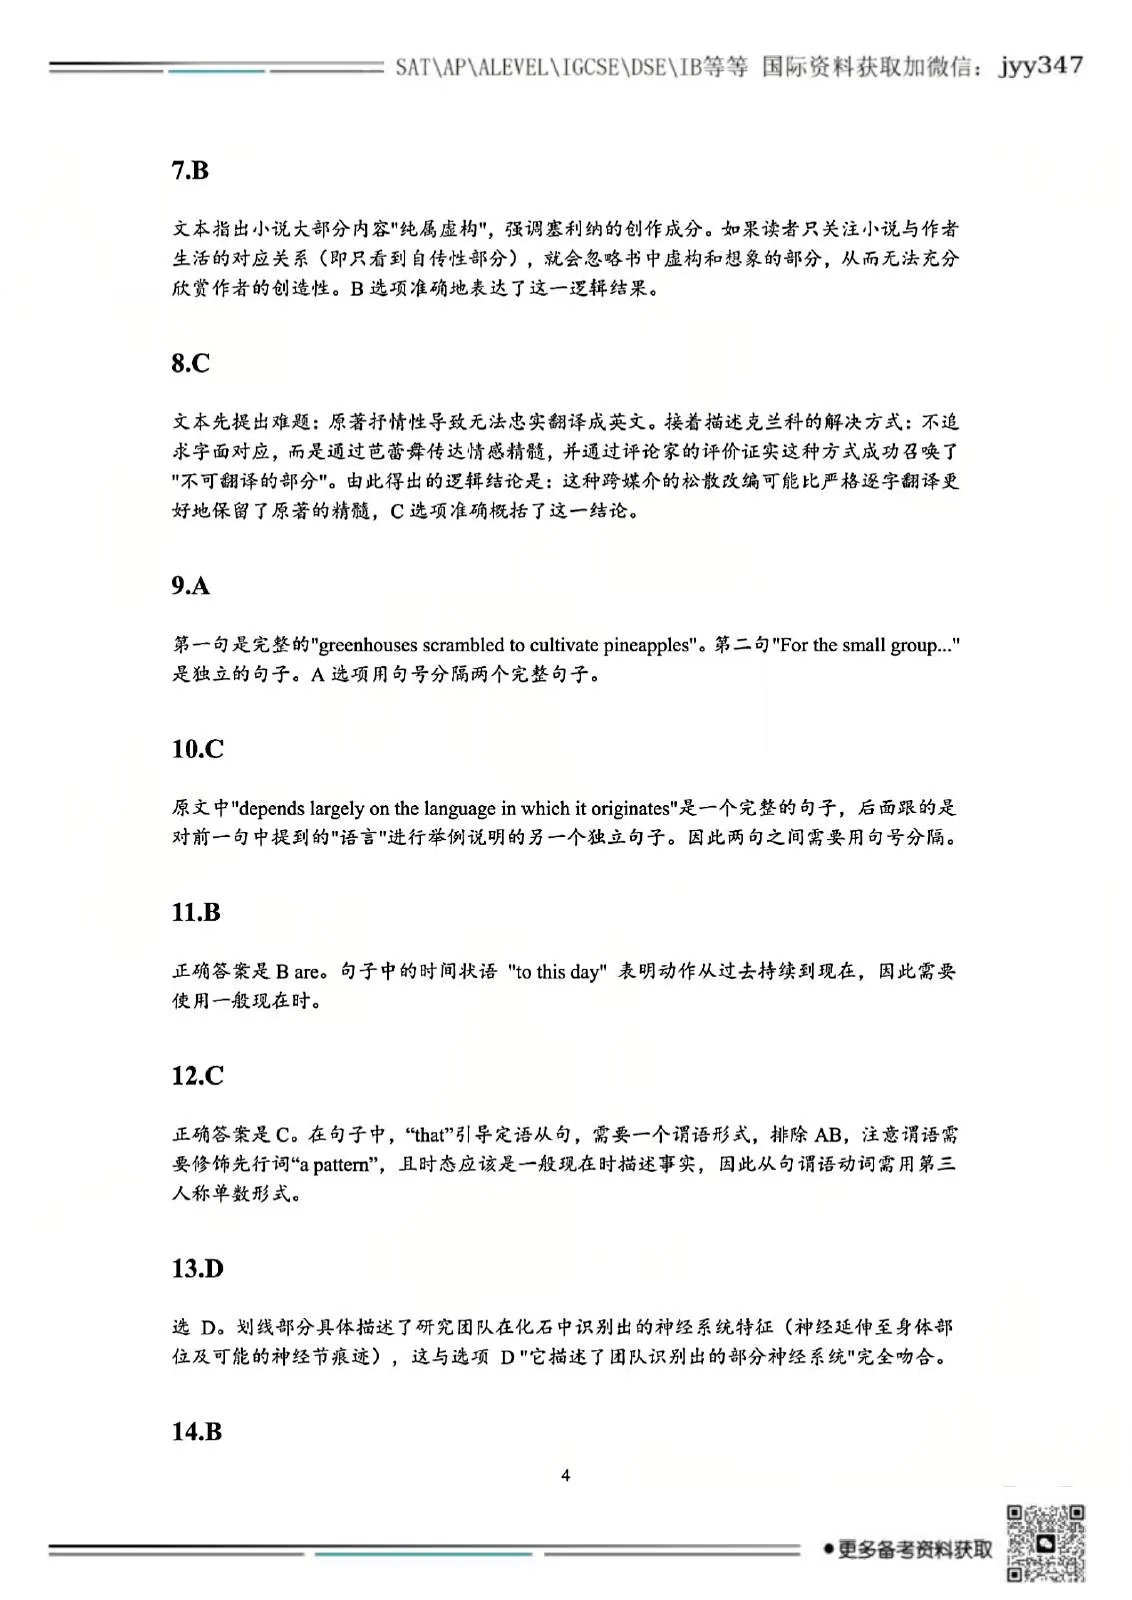 SAT\AP\ALEVEL\IGCSE\DSE\IB等等 国际资料获取加微信：jyy347
7.B
文本指出小说大部分内容"纯属虚构"，强调塞利纳的创作成分。如果读者只关注小说与作者
生活的对应关系（即只看到自传性部分），就会忽略书中虚构和想象的部分，从而无法充分
欣赏作者的创造性。B 选项准确地表达了这一逻辑结果。
8.C
文本先提出难题：原著抒情性导致无法忠实翻译成英文。接着描述克兰科的解决方式：不追
求字面对应，而是通过芭蕾舞传达情感精髓，并通过评论家的评价证实这种方式成功召唤了
"不可翻译的部分"。由此得出的逻辑结论是：这种跨媒介的松散改编可能比严格逐字翻译更
好地保留了原著的精髓，C 选项准确概括了这一结论。
9.A
第一句是完整的"greenhouses scrambled to cultivate pineapples"。第二句"For the small group..."
是独立的句子。A 选项用句号分隔两个完整句子。
10.C
原文中"depends largely on the language in which it originates"是一个完整的句子，后面跟的是
对前一句中提到的"语言"进行举例说明的另一个独立句子。因此两句之间需要用句号分隔。
11.B
正确答案是 B are。句子中的时间状语 "to this day" 表明动作从过去持续到现在，因此需要
使用一般现在时。
12.C
正确答案是 C。在句子中，“that”引导定语从句，需要一个谓语形式，排除 AB，注意谓语需
要修饰先行词“a pattern”，且时态应该是一般现在时描述事实，因此从句谓语动词需用第三
人称单数形式。
13.D
选 D。划线部分具体描述了研究团队在化石中识别出的神经系统特征（神经延伸至身体部
位及可能的神经节痕迹），这与选项 D "它描述了团队识别出的部分神经系统"完全吻合。
14.B
4
●更多备考资料获取